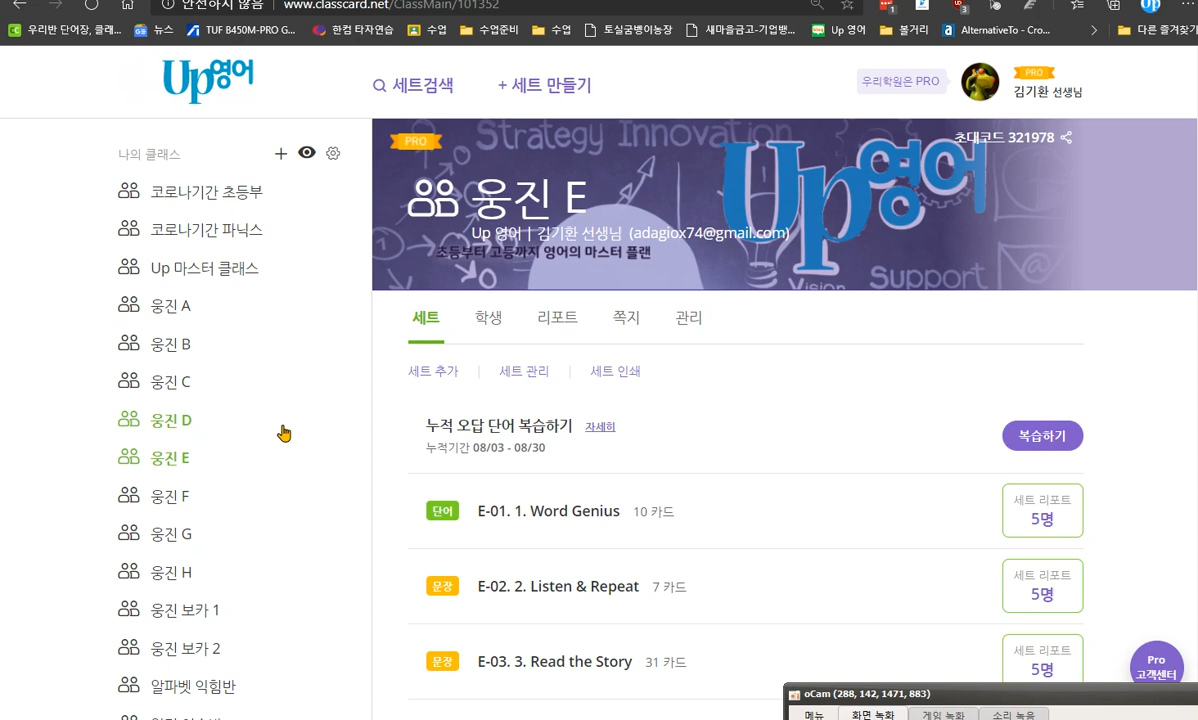 안전하지 않음 | www.classcard.net/ClassMain/101352
우리반 단어장, 클래... 뉴스 TUF B450M-PRO G... 한컴 타자연습 수업 수업준비 수업 토실굼벵이농장 새마을금고-기업뱅... Up 영어 볼거리 AlternativeTo - Cro... 다른 즐겨찾기
Up영어
세트검색
+ 세트 만들기
우리학원은 PRO
PRO
김기환 선생님
나의 클래스
코로나기간 초등부
코로나기간 파닉스
Up 마스터 클래스
웅진 A
웅진 B
웅진 C
웅진 D
웅진 E
웅진 F
웅진 G
웅진 H
웅진 보카 1
웅진 보카 2
알파벳 익힘반
PRO
Strategy Innovation
초대코드 321978
웅진 E
Up영어
Up 영어 | 김기환 선생님 (adagiox74@gmail.com)
초등부터 고등까지 영어의 마스터 플랜
Vision
Support
세트 학생 리포트 쪽지 관리
세트 추가 | 세트 관리 | 세트 인쇄
누적 오답 단어 복습하기 자세히
누적기간 08/03 - 08/30
복습하기
단어 E-01. 1. Word Genius 10 카드
세트 리포트
5명
문장 E-02. 2. Listen & Repeat 7 카드
세트 리포트
5명
문장 E-03. 3. Read the Story 31 카드
세트 리포트
5명
Pro
고객센터
oCam (288, 142, 1471, 883)
메뉴 화면 녹화 게임 녹화 소리 녹음